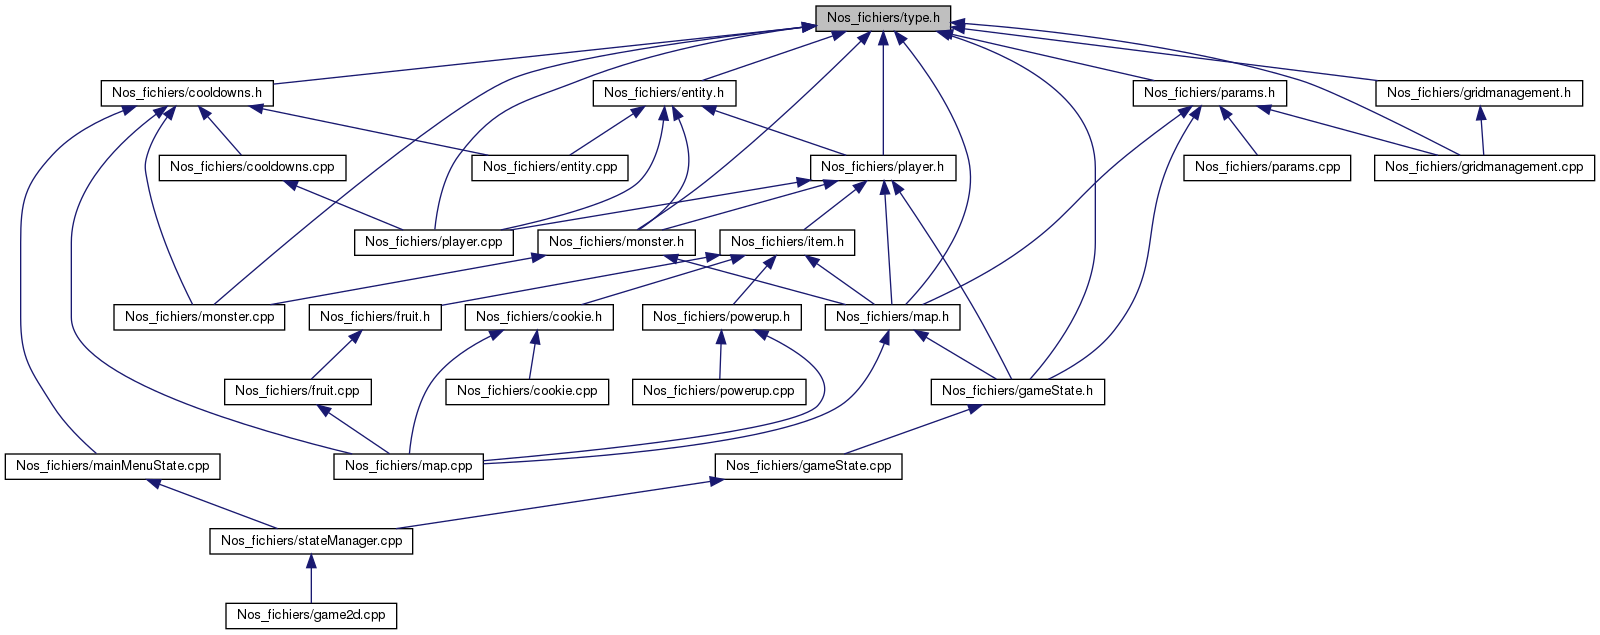 Nos_fichiers/type.h
Nos_fichiers/cooldowns.h
Nos_fichiers/entity.h
Nos_fichiers/params.h
Nos_fichiers/gridmanagement.h
Nos_fichiers/cooldowns.cpp
Nos_fichiers/entity.cpp
Nos_fichiers/player.h
Nos_fichiers/params.cpp
Nos_fichiers/gridmanagement.cpp
Nos_fichiers/player.cpp
Nos_fichiers/monster.h
Nos_fichiers/item.h
Nos_fichiers/monster.cpp
Nos_fichiers/fruit.h
Nos_fichiers/cookie.h
Nos_fichiers/powerup.h
Nos_fichiers/map.h
Nos_fichiers/fruit.cpp
Nos_fichiers/cookie.cpp
Nos_fichiers/powerup.cpp
Nos_fichiers/gameState.h
Nos_fichiers/mainMenuState.cpp
Nos_fichiers/map.cpp
Nos_fichiers/gameState.cpp
Nos_fichiers/stateManager.cpp
Nos_fichiers/game2d.cpp